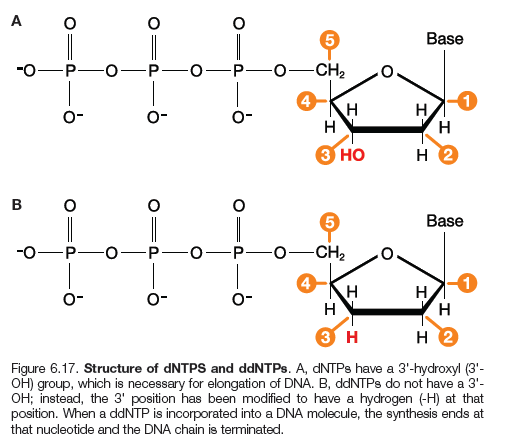 A
O O O 5 Base
-O—P—O—P—O—P—O—CH2 O
4 H H 1
O- O- O- H H
3 HO H 2
B
O O O 5 Base
-O—P—O—P—O—P—O—CH2 O
4 H H 1
O- O- O- H H
3 H H 2
Figure 6.17. Structure of dNTPS and ddNTPs. A, dNTPs have a 3'-hydroxyl (3'-
OH) group, which is necessary for elongation of DNA. B, ddNTPs do not have a 3'-
OH; instead, the 3' position has been modified to have a hydrogen (-H) at that
position. When a ddNTP is incorporated into a DNA molecule, the synthesis ends at
that nucleotide and the DNA chain is terminated.